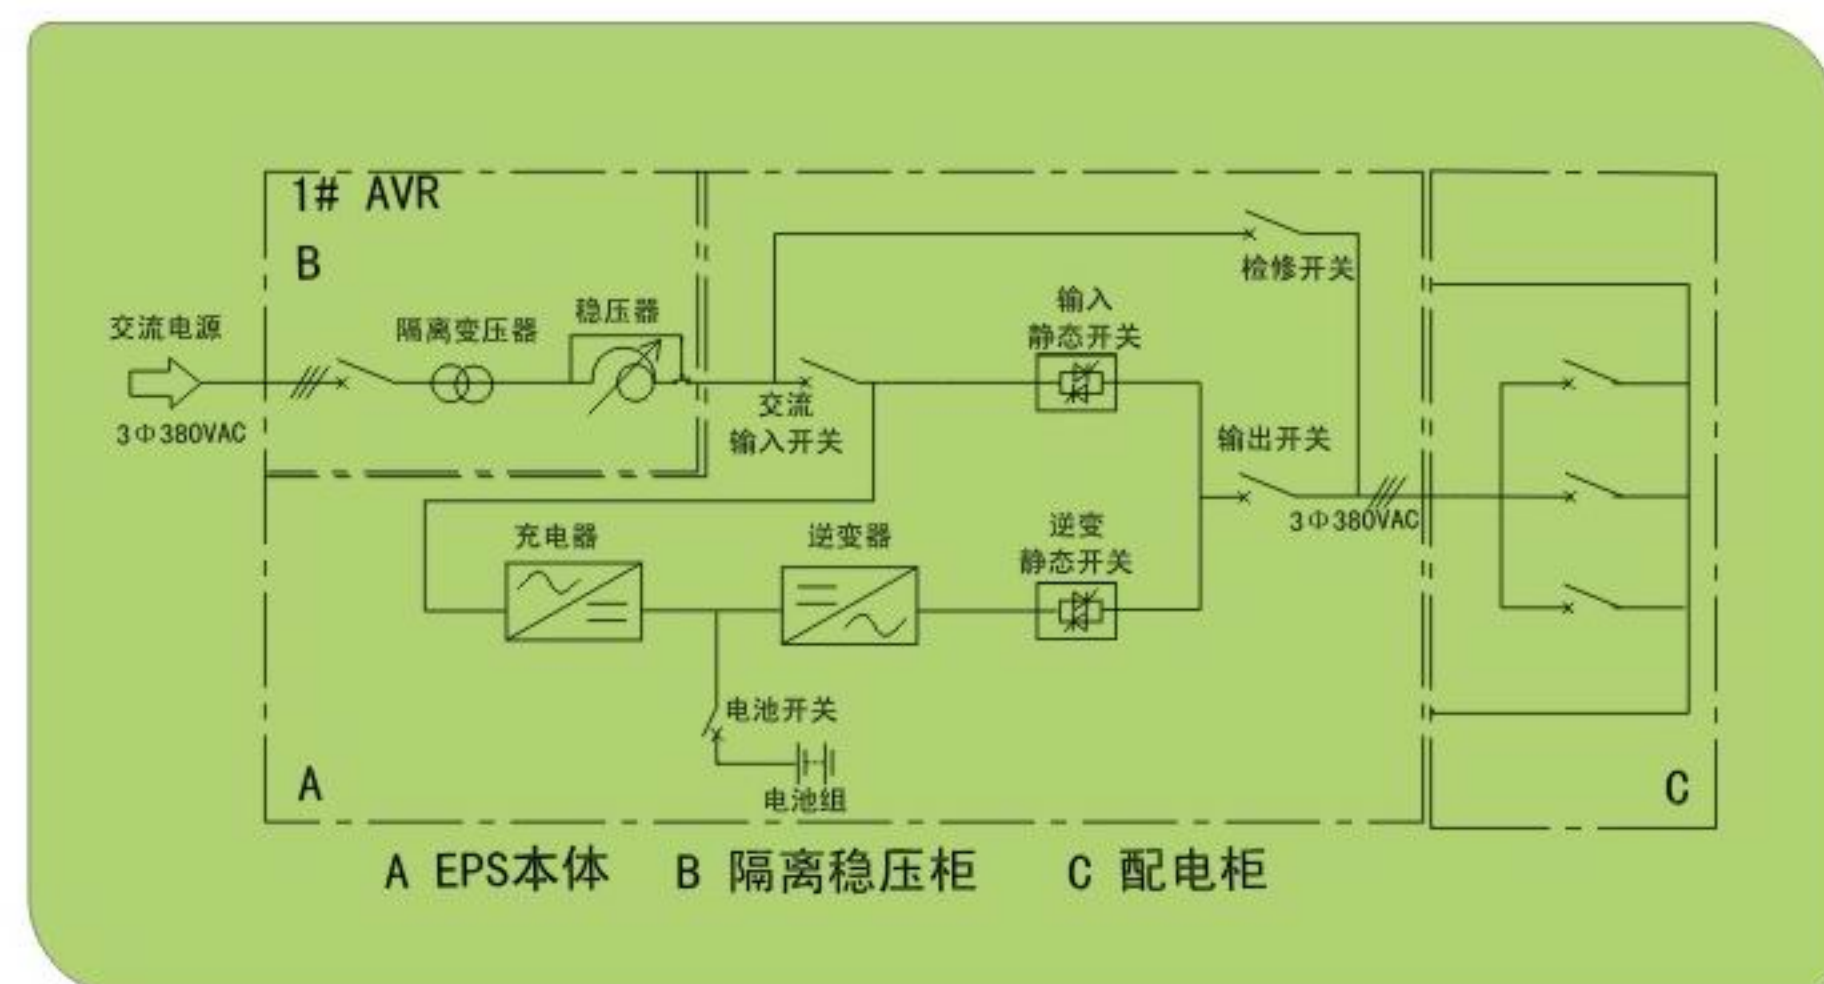 1# AVR
B
检修开关
输入
静态开关
稳压器
隔离变压器
交流电源
3Φ380VAC
交流
输入开关
输出开关
3Φ380VAC
充电器
逆变器
逆变
静态开关
电池开关
电池组
A
C
A EPS本体 B 隔离稳压柜 C 配电柜